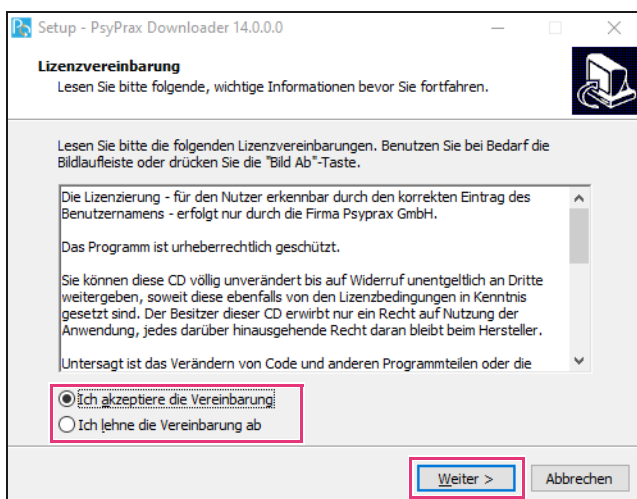 Setup - PsyPrax Downloader 14.0.0.0
Lizenzvereinbarung
Lesen Sie bitte folgende, wichtige Informationen bevor Sie fortfahren.
Lesen Sie bitte die folgenden Lizenzvereinbarungen. Benutzen Sie bei Bedarf die
Bildlaufleiste oder drücken Sie die "Bild Ab"-Taste.
Die Lizenzierung - für den Nutzer erkennbar durch den korrekten Eintrag des
Benutzernamens - erfolgt nur durch die Firma Psyprax GmbH.
Das Programm ist urheberrechtlich geschützt.
Sie können diese CD völlig unverändert bis auf Widerruf unentgeltlich an Dritte
weitergeben, soweit diese ebenfalls von den Lizenzbedingungen in Kenntnis
gesetzt sind. Der Besitzer dieser CD erwirbt nur ein Recht auf Nutzung der
Anwendung, jedes darüber hinausgehende Recht daran bleibt beim Hersteller.
Untersagt ist das Verändern von Code und anderen Programmteilen oder die
Ich akzeptiere die Vereinbarung
Ich lehne die Vereinbarung ab
Weiter >
Abbrechen